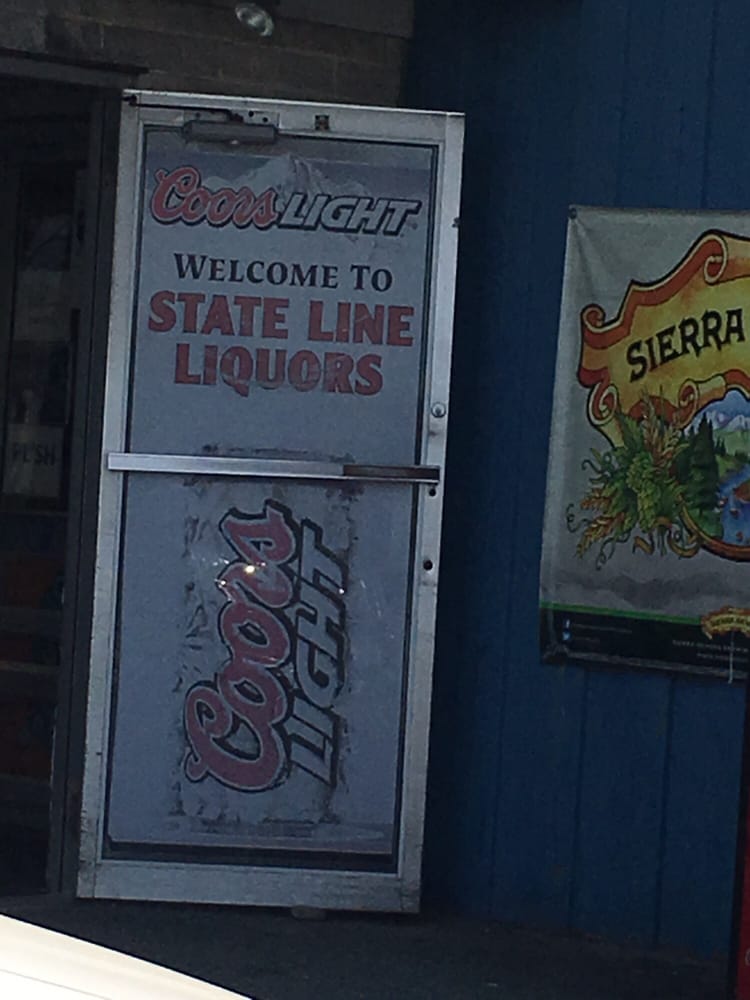 Coors LIGHT
WELCOME TO
STATE LINE
LIQUORS
PUSH
Coors
LIGHT
SIERRA